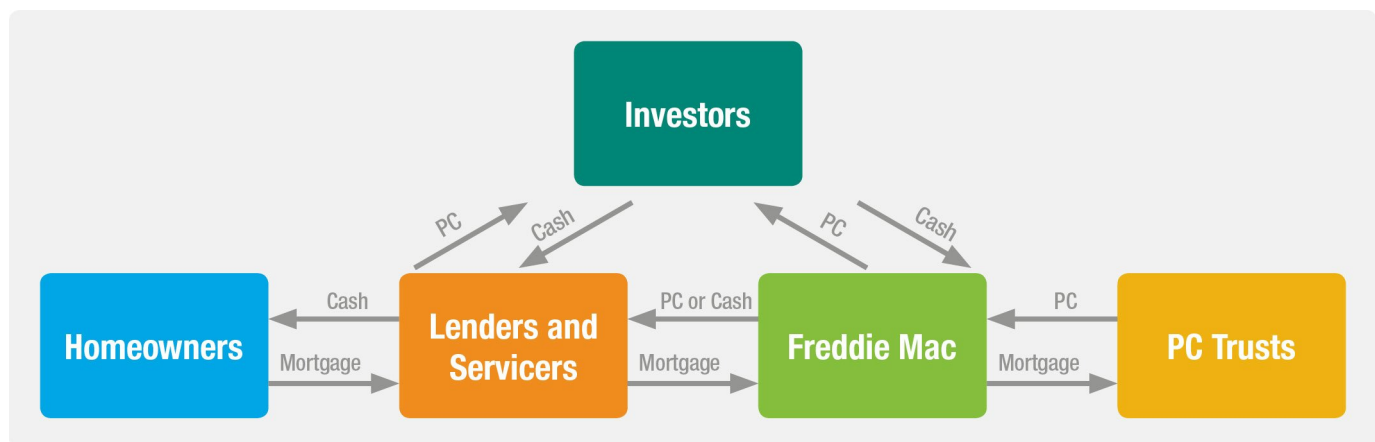 Investors
PC
Cash
PC
Cash
Homeowners
Cash
Mortgage
Lenders and
Servicers
PC or Cash
Mortgage
Freddie Mac
PC
Mortgage
PC Trusts